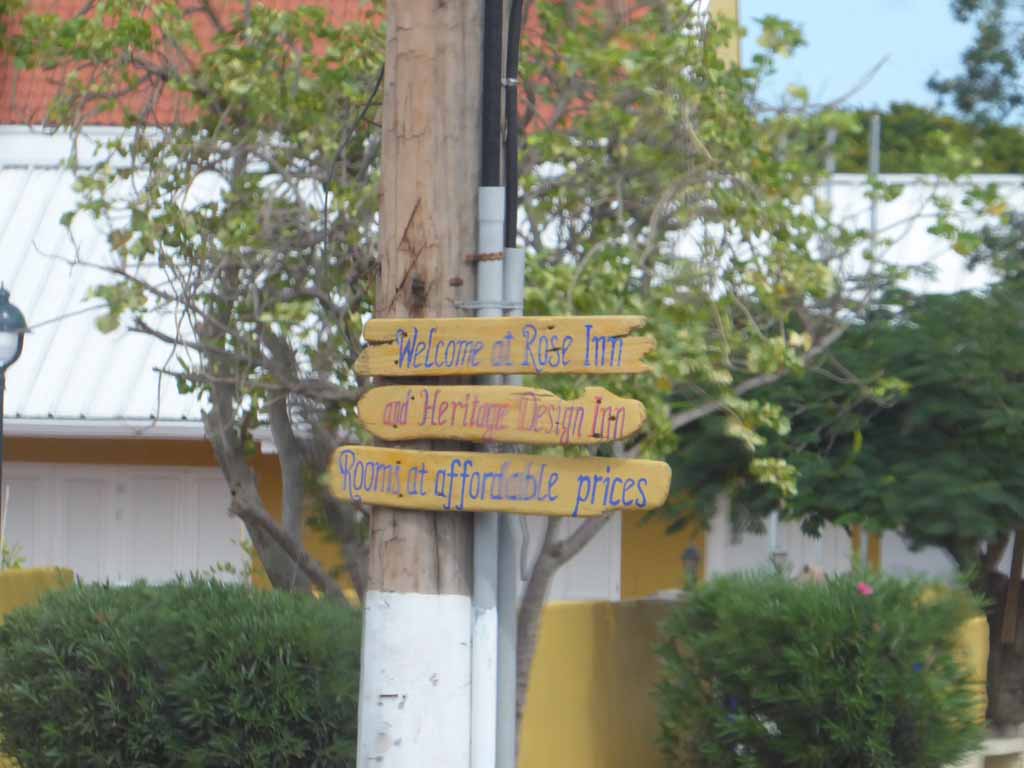 Welcome at Rose Inn
and Heritage Design Inn
Rooms at affordable prices